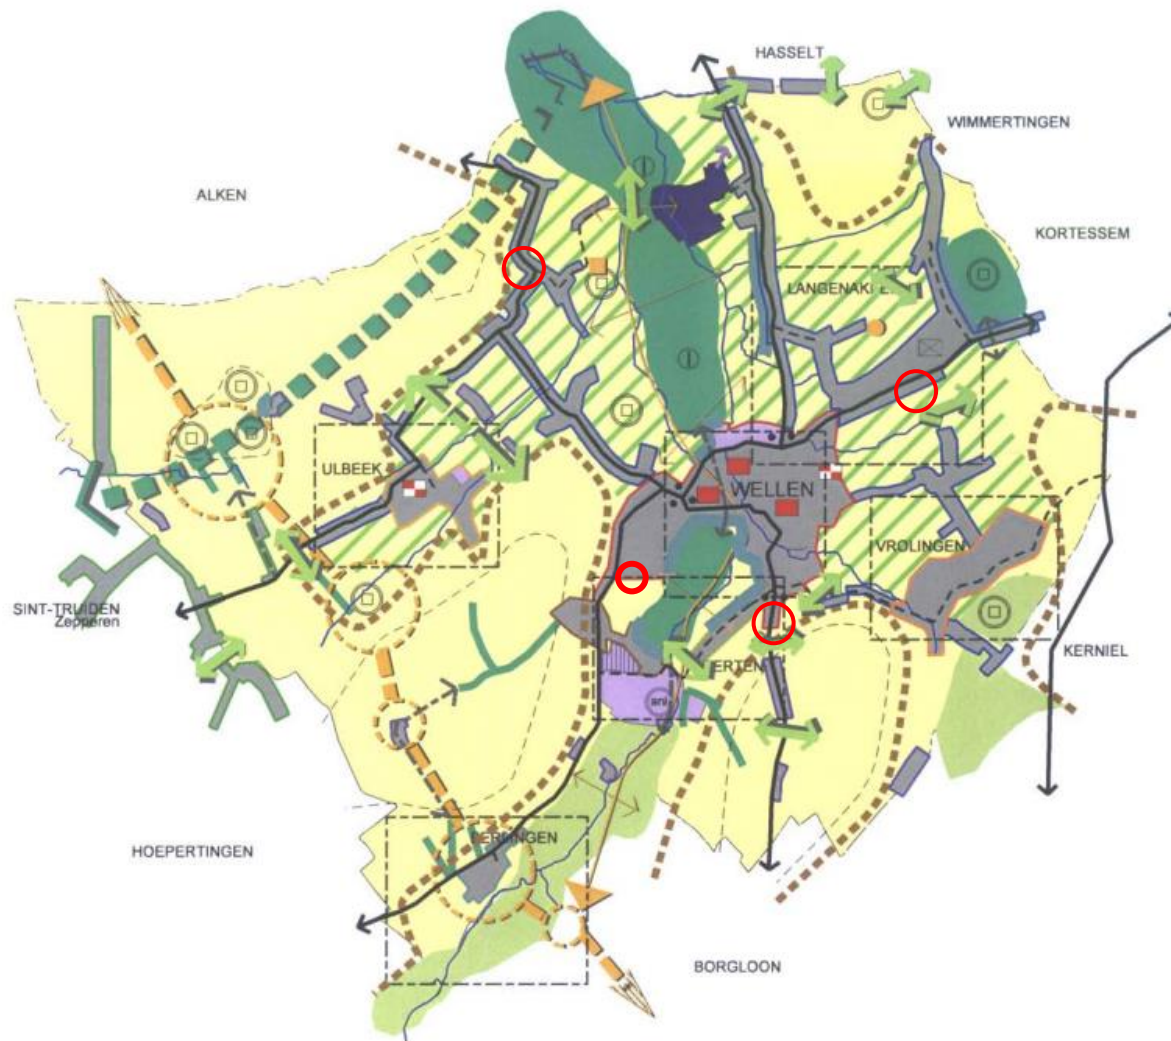 HASSELT
WIMMERTINGEN
ALKEN
KORTESSEM
ULBEEK
WELLEN
VROLINGEN
SINT-TRUIDEN
Zepperen
KERNIEL
HOEPERTINGEN
BORGLOON